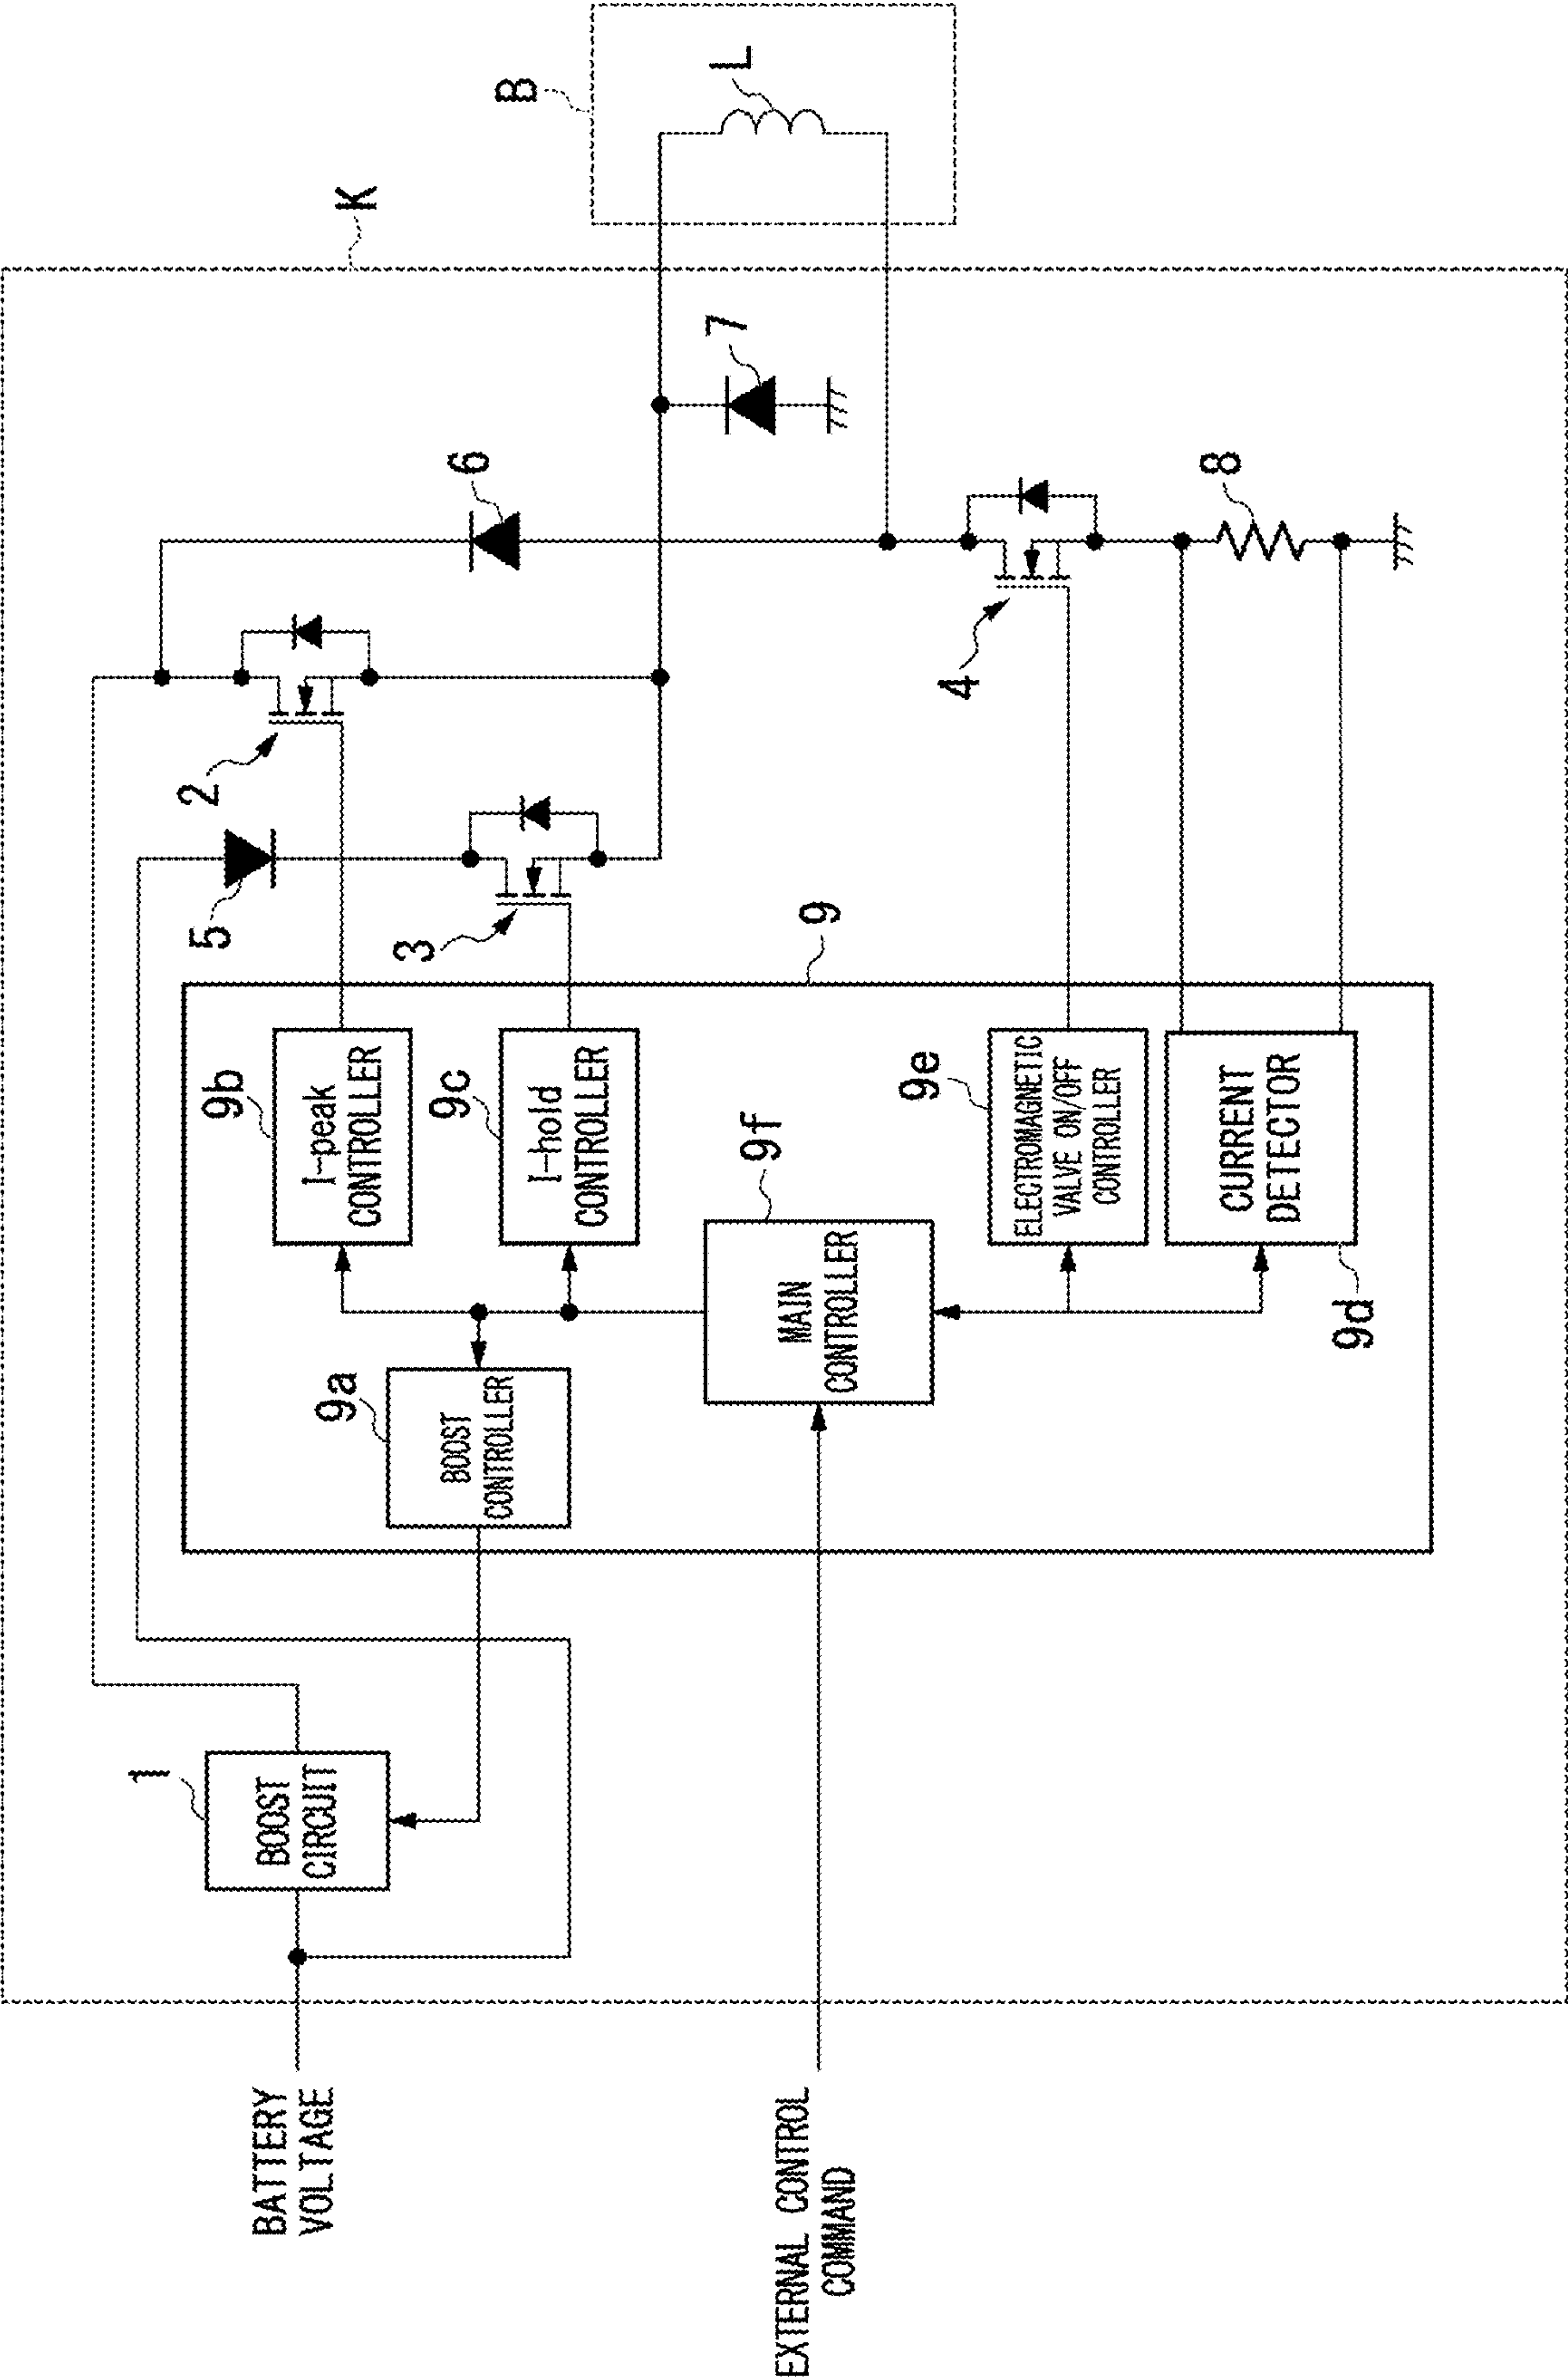 BATTERY
VOLTAGE
EXTERNAL CONTROL
COMMAND
1
BOOST
CIRCUIT
K
9
9a
BOOST
CONTROLLER
9b
I-peak
CONTROLLER
9c
I-hold
CONTROLLER
9f
MAIN
CONTROLLER
9e
ELECTROMAGNETIC
VALVE ON/OFF
CONTROLLER
CURRENT
DETECTOR
9d
5
2
3
6
4
7
8
B
L